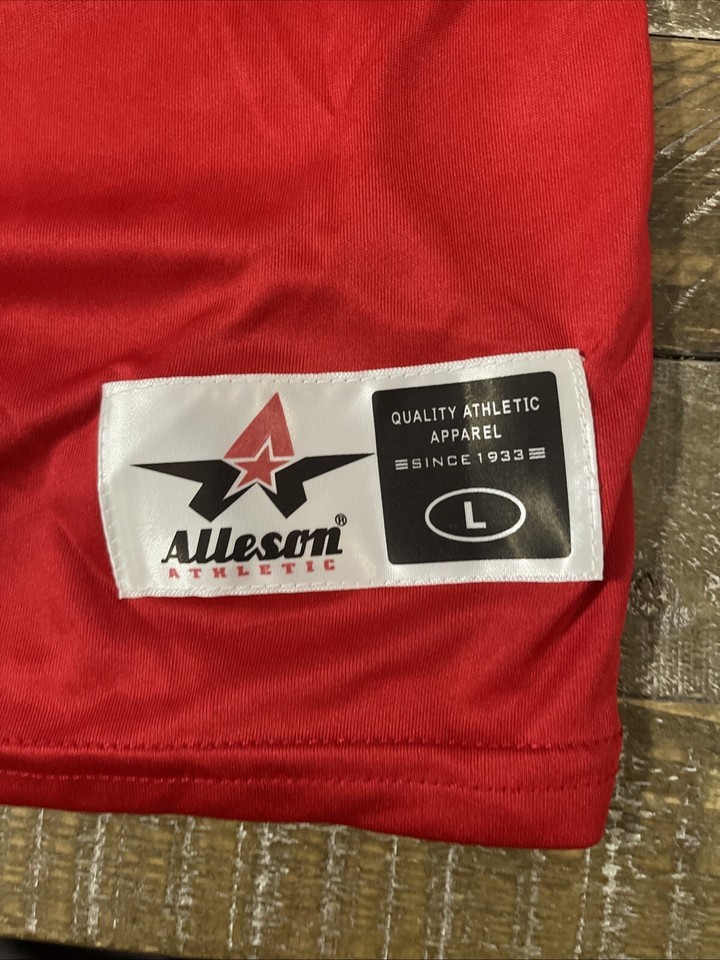 Alleson®
ATHLETIC
QUALITY ATHLETIC
APPAREL
SINCE 1933
L